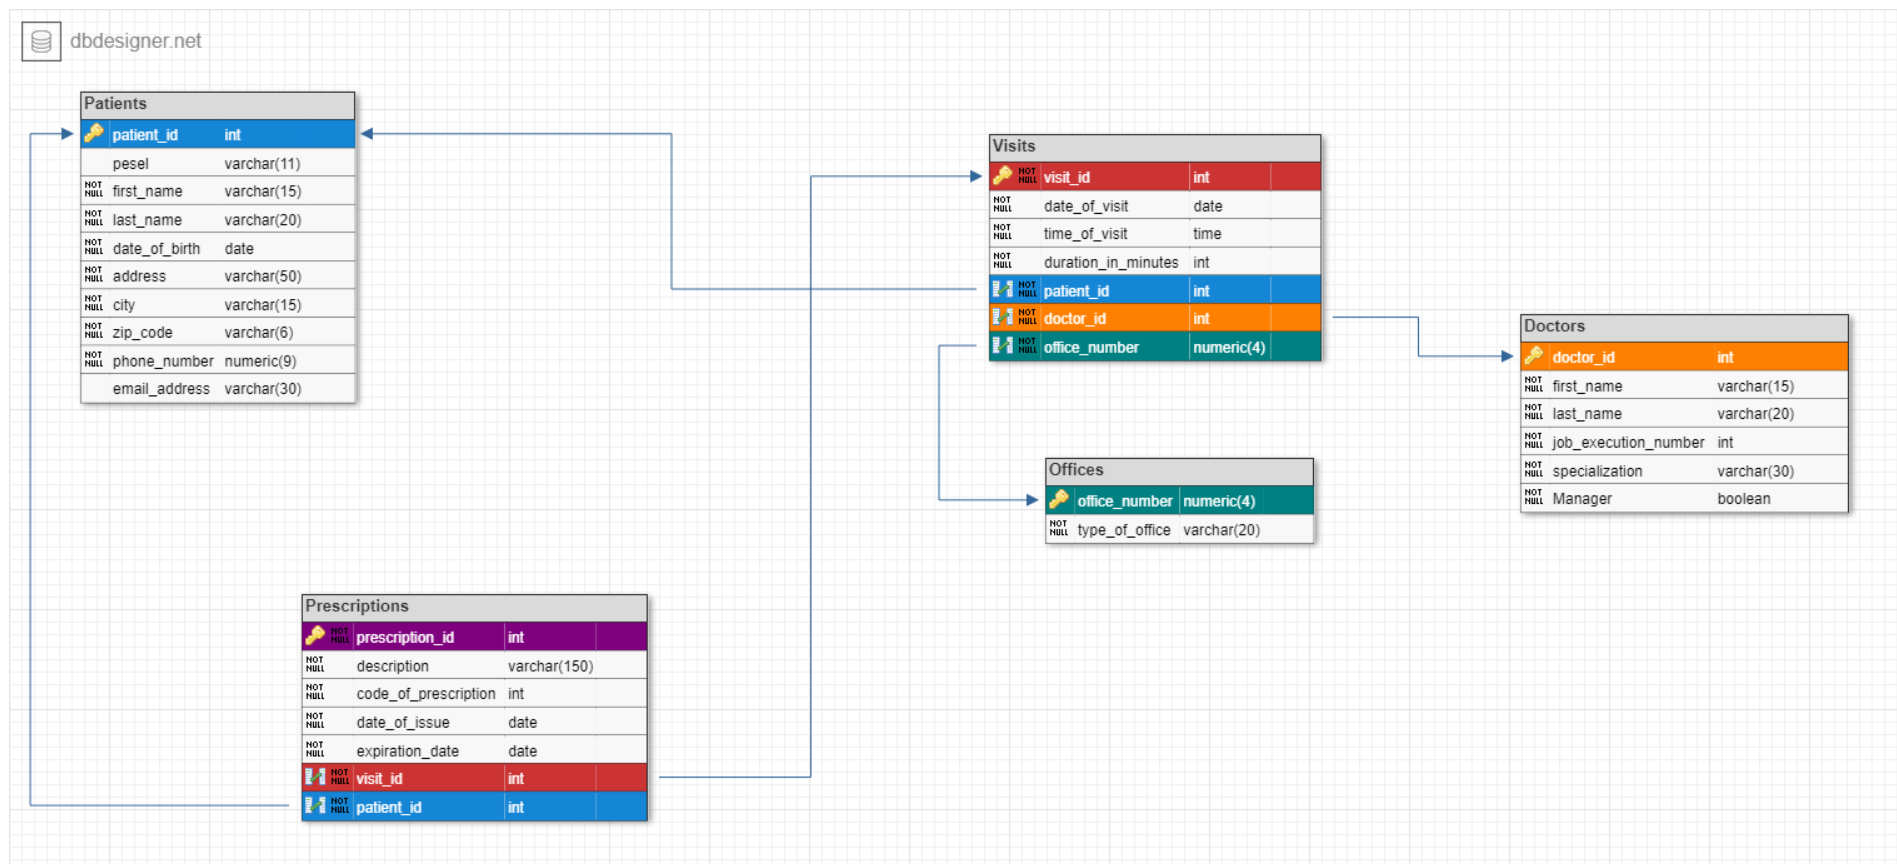 dbdesigner.net
Patients
patient_id int
pesel varchar(11)
NOT NULL first_name varchar(15)
NOT NULL last_name varchar(20)
NOT NULL date_of_birth date
NOT NULL address varchar(50)
NOT NULL city varchar(15)
NOT NULL zip_code varchar(6)
NOT NULL phone_number numeric(9)
email_address varchar(30)
Visits
NOT NULL visit_id int
NOT NULL date_of_visit date
NOT NULL time_of_visit time
NOT NULL duration_in_minutes int
NOT NULL patient_id int
NOT NULL doctor_id int
NOT NULL office_number numeric(4)
Doctors
doctor_id int
NOT NULL first_name varchar(15)
NOT NULL last_name varchar(20)
NOT NULL job_execution_number int
NOT NULL specialization varchar(30)
NOT NULL Manager boolean
Offices
office_number numeric(4)
NOT NULL type_of_office varchar(20)
Prescriptions
NOT NULL prescription_id int
NOT NULL description varchar(150)
NOT NULL code_of_prescription int
NOT NULL date_of_issue date
NOT NULL expiration_date date
NOT NULL visit_id int
NOT NULL patient_id int